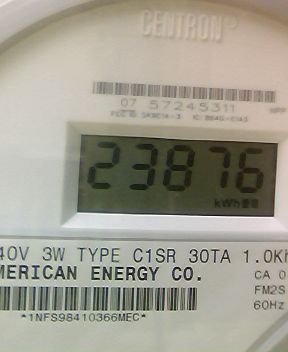 CENTRON®
07 57245311
23876
kWh
40V 3W TYPE C1SR 30TA 1.0Kh
MERICAN ENERGY CO.
CA 0
FM2S
60Hz
*1NFS98410366MEC*